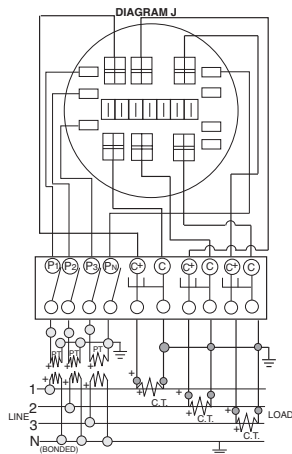 DIAGRAM J
P1 P2 P3 PN C+ C C+ C C+ C
PT PT PT
+ + +
+ + +
1
+ C.T.
LINE 2 LOAD
+ C.T.
3
+ C.T.
N
(BONDED)